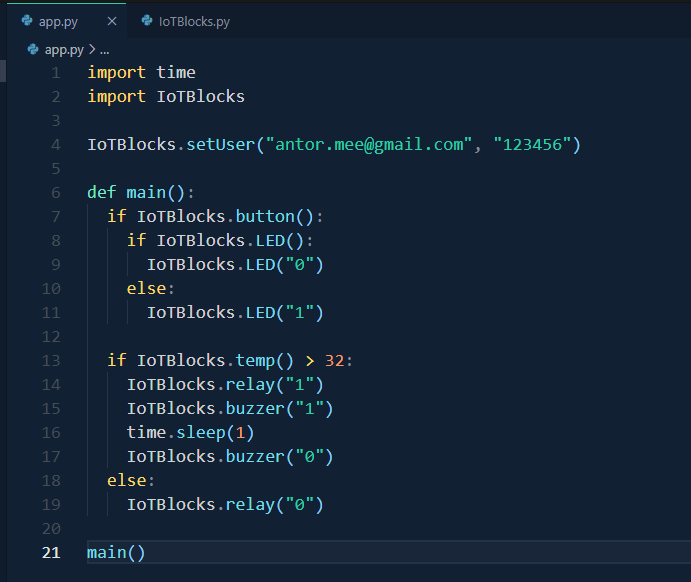 app.py × IoTBlocks.py
app.py > ...
1 import time
2 import IoTBlocks
3
4 IoTBlocks.setUser("antor.mee@gmail.com", "123456")
5
6 def main():
7   if IoTBlocks.button():
8     if IoTBlocks.LED():
9       IoTBlocks.LED("0")
10     else:
11       IoTBlocks.LED("1")
12
13   if IoTBlocks.temp() > 32:
14     IoTBlocks.relay("1")
15     IoTBlocks.buzzer("1")
16     time.sleep(1)
17     IoTBlocks.buzzer("0")
18   else:
19     IoTBlocks.relay("0")
20
21 main()